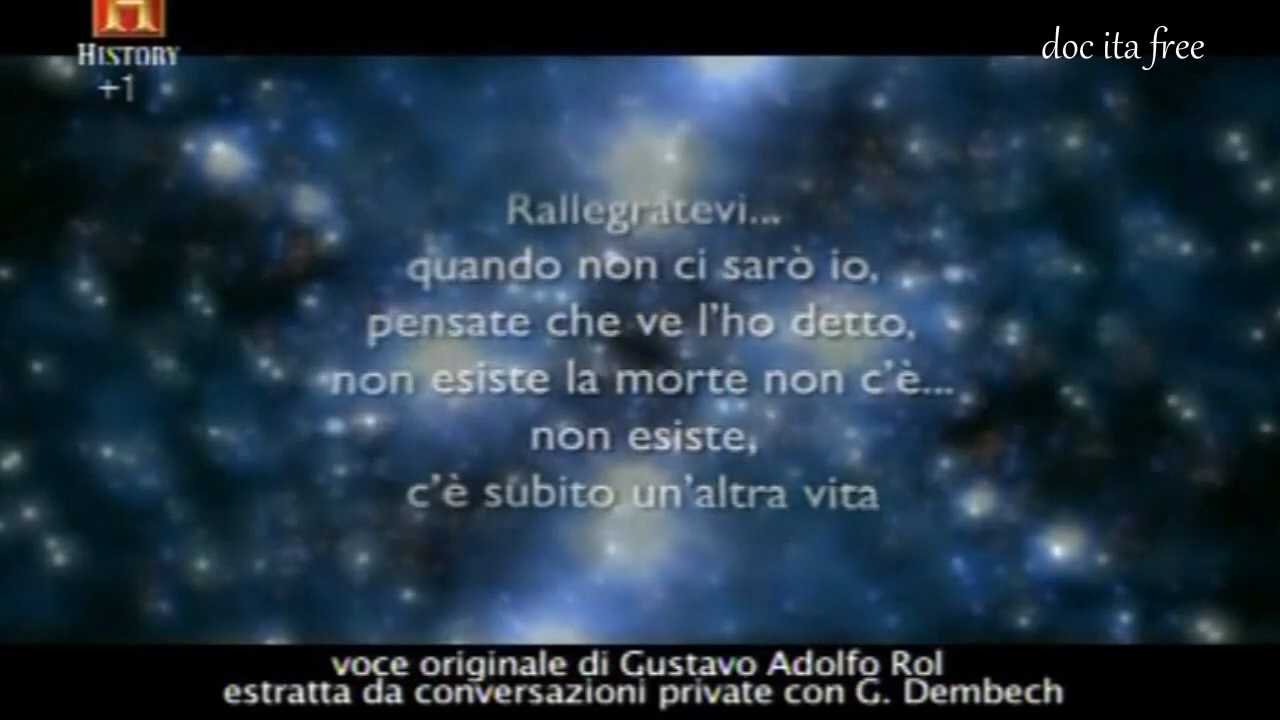 HISTORY
+1
doc ita free
Rallegratevi...
quando non ci sarò io,
pensate che ve l'ho detto,
non esiste la morte non c'è...
non esiste,
c'è subito un'altra vita
voce originale di Gustavo Adolfo Rol
estratta da conversazioni private con G. Dembech